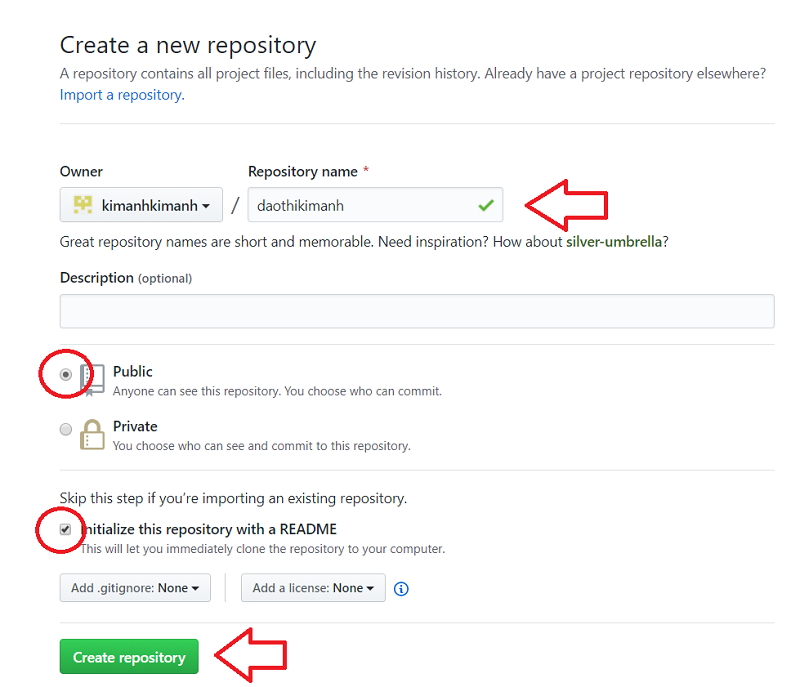 Create a new repository
A repository contains all project files, including the revision history. Already have a project repository elsewhere?
Import a repository.
Owner
Repository name *
kimanhkimanh / daothikimanh
Great repository names are short and memorable. Need inspiration? How about silver-umbrella?
Description (optional)
Public
Anyone can see this repository. You choose who can commit.
Private
You choose who can see and commit to this repository.
Skip this step if you’re importing an existing repository.
Initialize this repository with a README
This will let you immediately clone the repository to your computer.
Add .gitignore: None
Add a license: None
Create repository